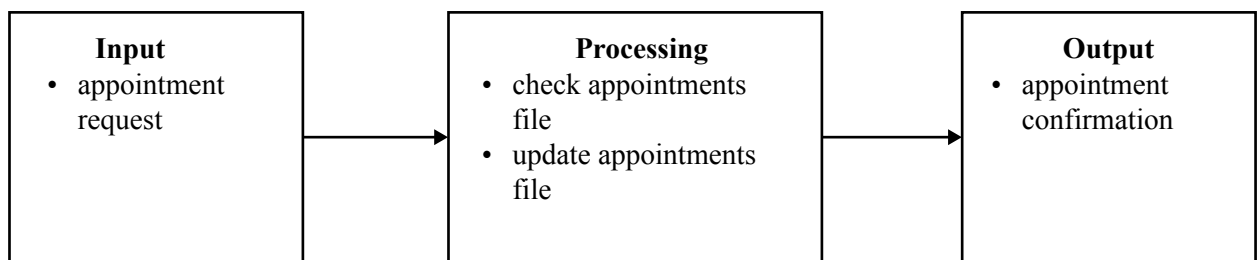 Input
• appointment
request
Processing
• check appointments
file
• update appointments
file
Output
• appointment
confirmation